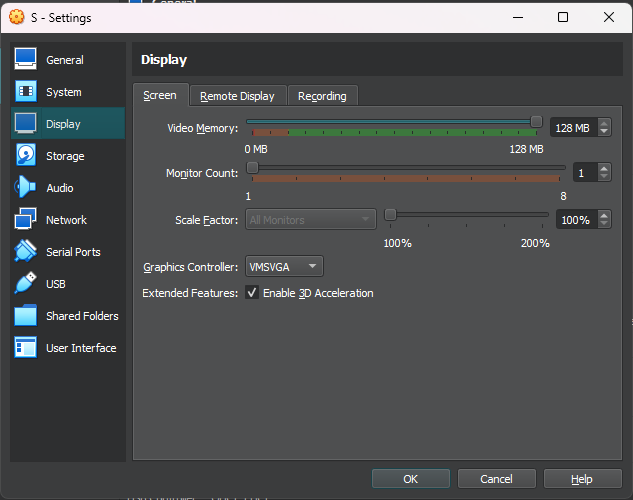 General
S - Settings
General
System
Display
Storage
Audio
Network
Serial Ports
USB
Shared Folders
User Interface
Display
Screen
Remote Display
Recording
Video Memory:
128 MB
0 MB
128 MB
Monitor Count:
1
1
8
Scale Factor:
All Monitors
100%
100%
200%
Graphics Controller:
VMSVGA
Extended Features:
Enable 3D Acceleration
OK
Cancel
Help